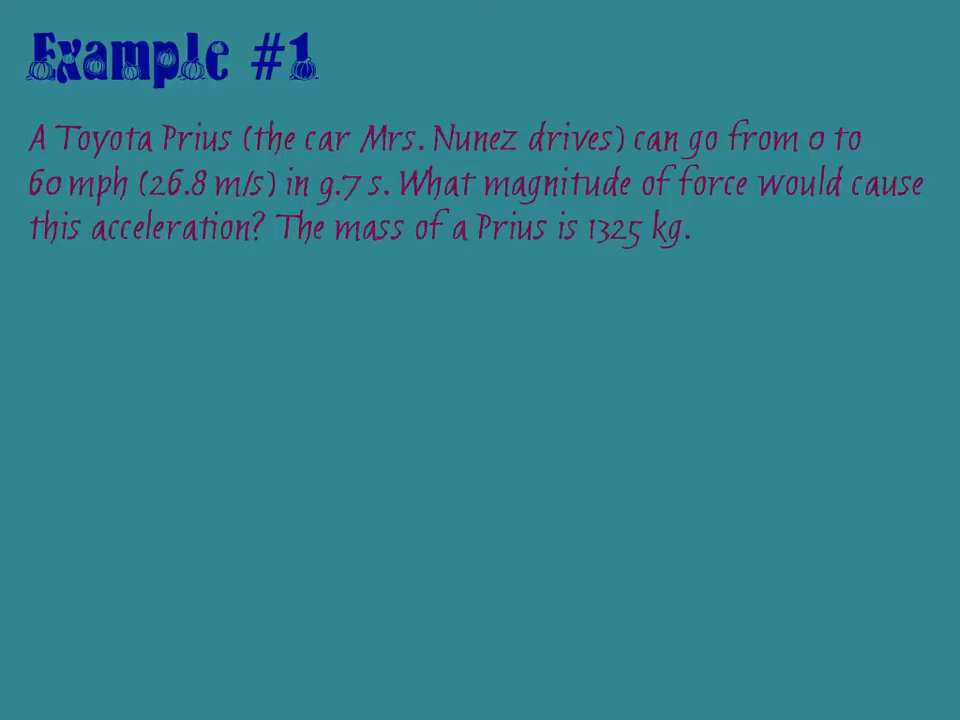 Example #1
A Toyota Prius (the car Mrs. Nunez drives) can go from 0 to
60 mph (26.8 m/s) in 9.7 s. What magnitude of force would cause
this acceleration? The mass of a Prius is 1325 kg.